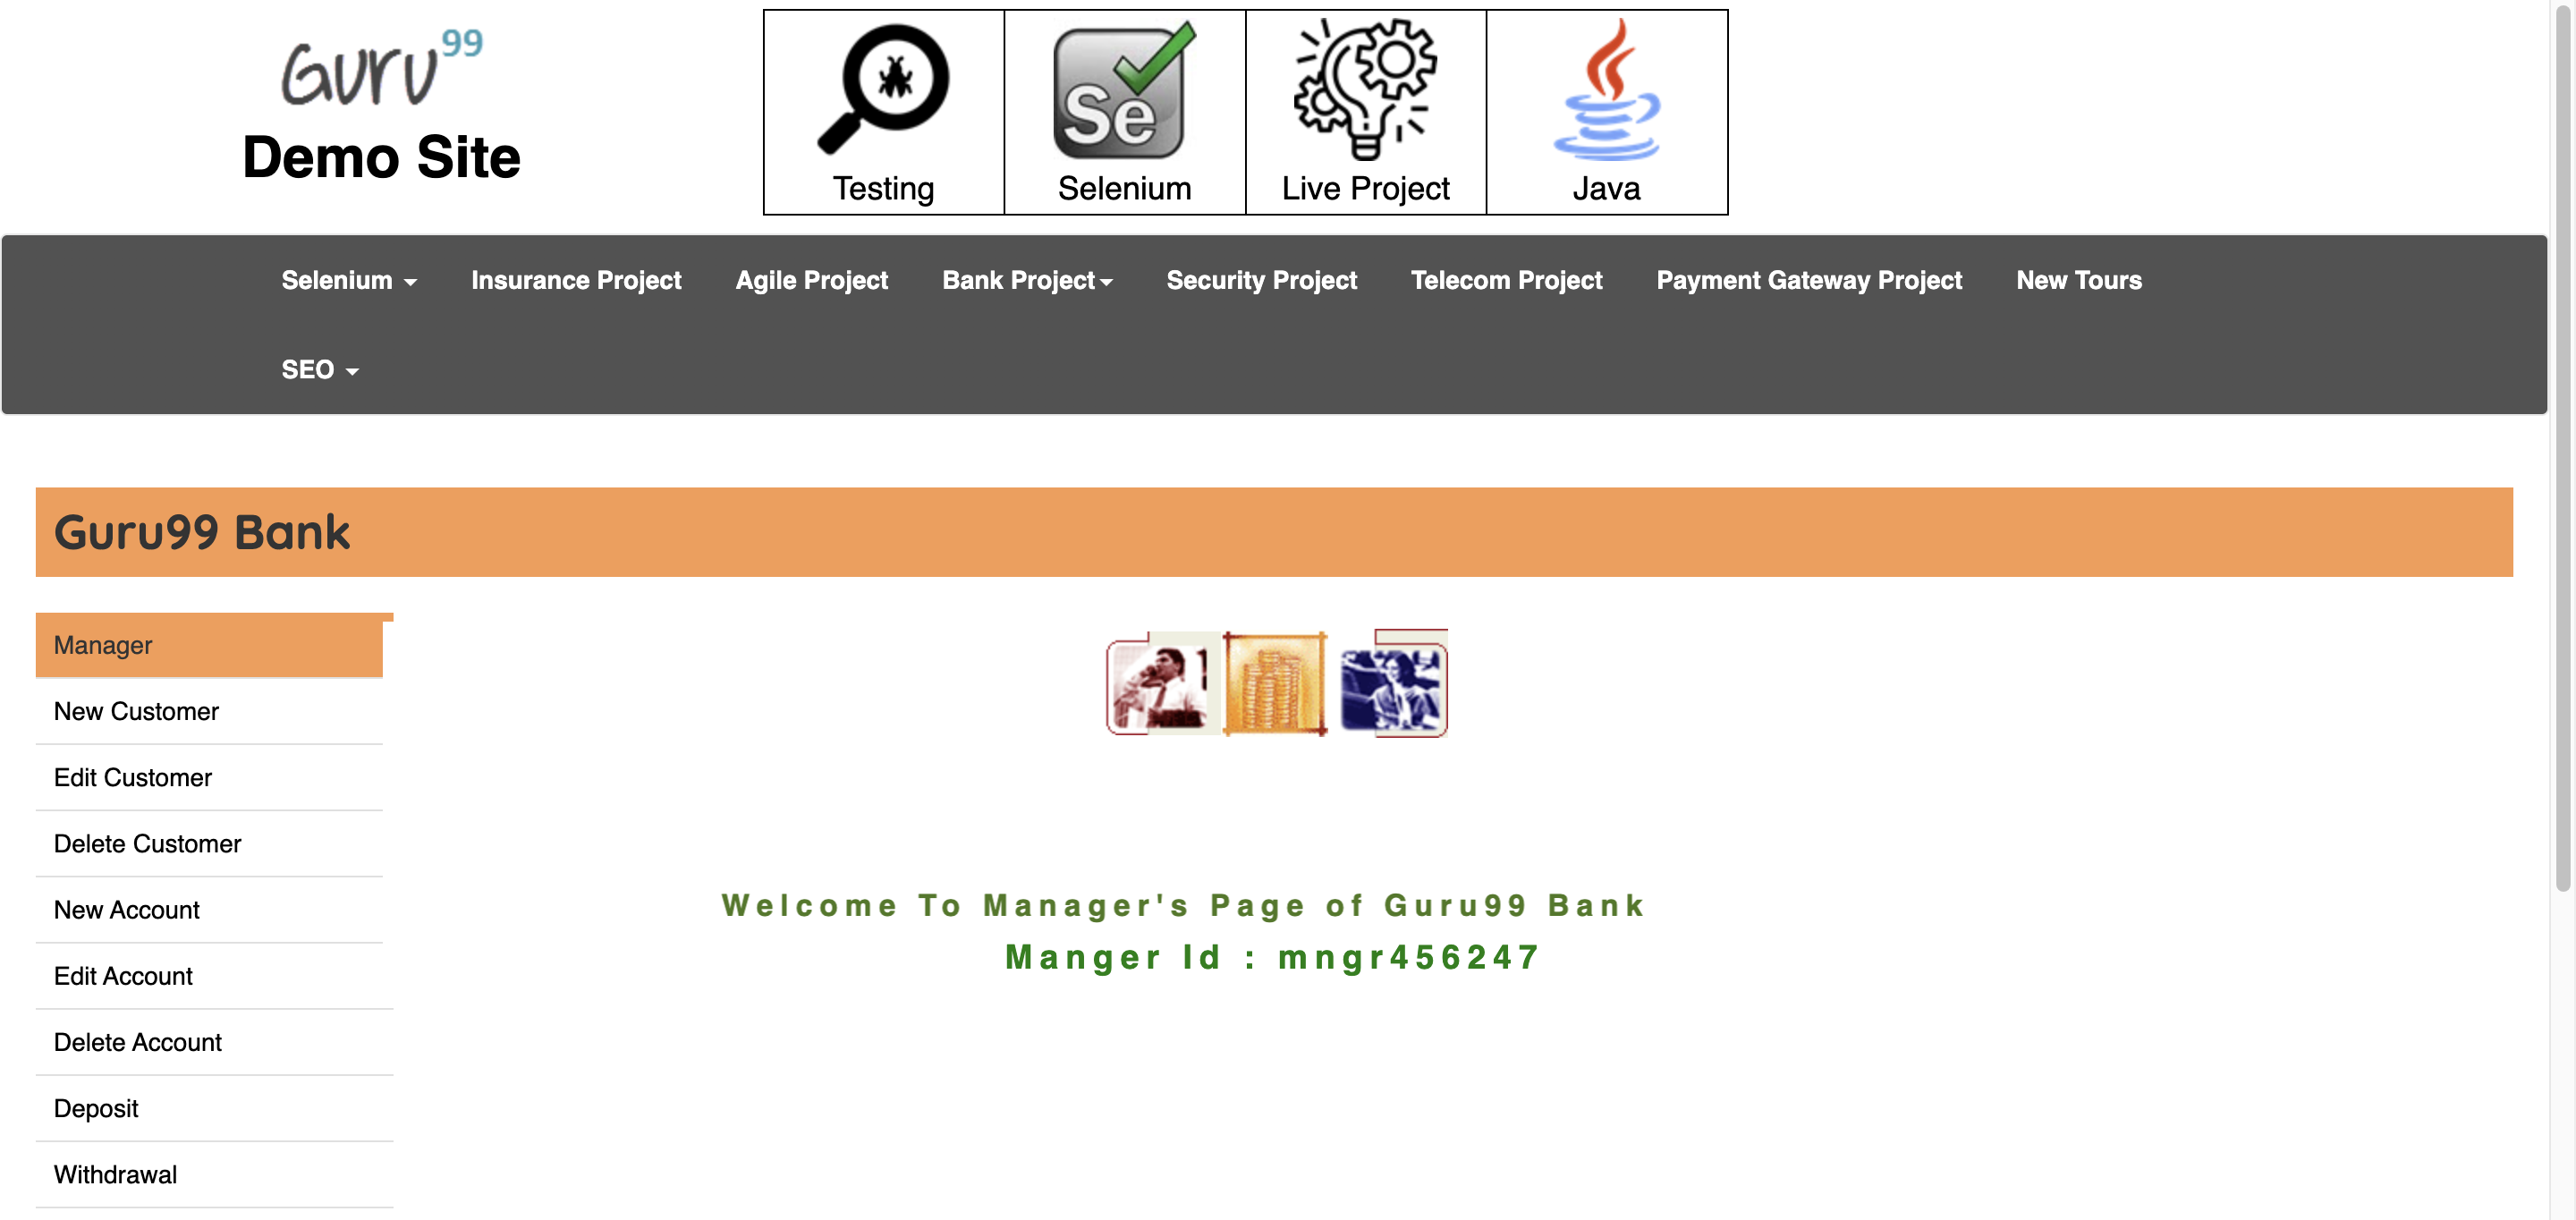 Guru99
Demo Site
Se
Testing
Selenium
Live Project
Java
Selenium
Insurance Project
Agile Project
Bank Project
Security Project
Telecom Project
Payment Gateway Project
New Tours
SEO
Guru99 Bank
Manager
New Customer
Edit Customer
Delete Customer
New Account
Edit Account
Delete Account
Deposit
Withdrawal
Welcome To Manager's Page of Guru99 Bank
Manger Id : mngr456247